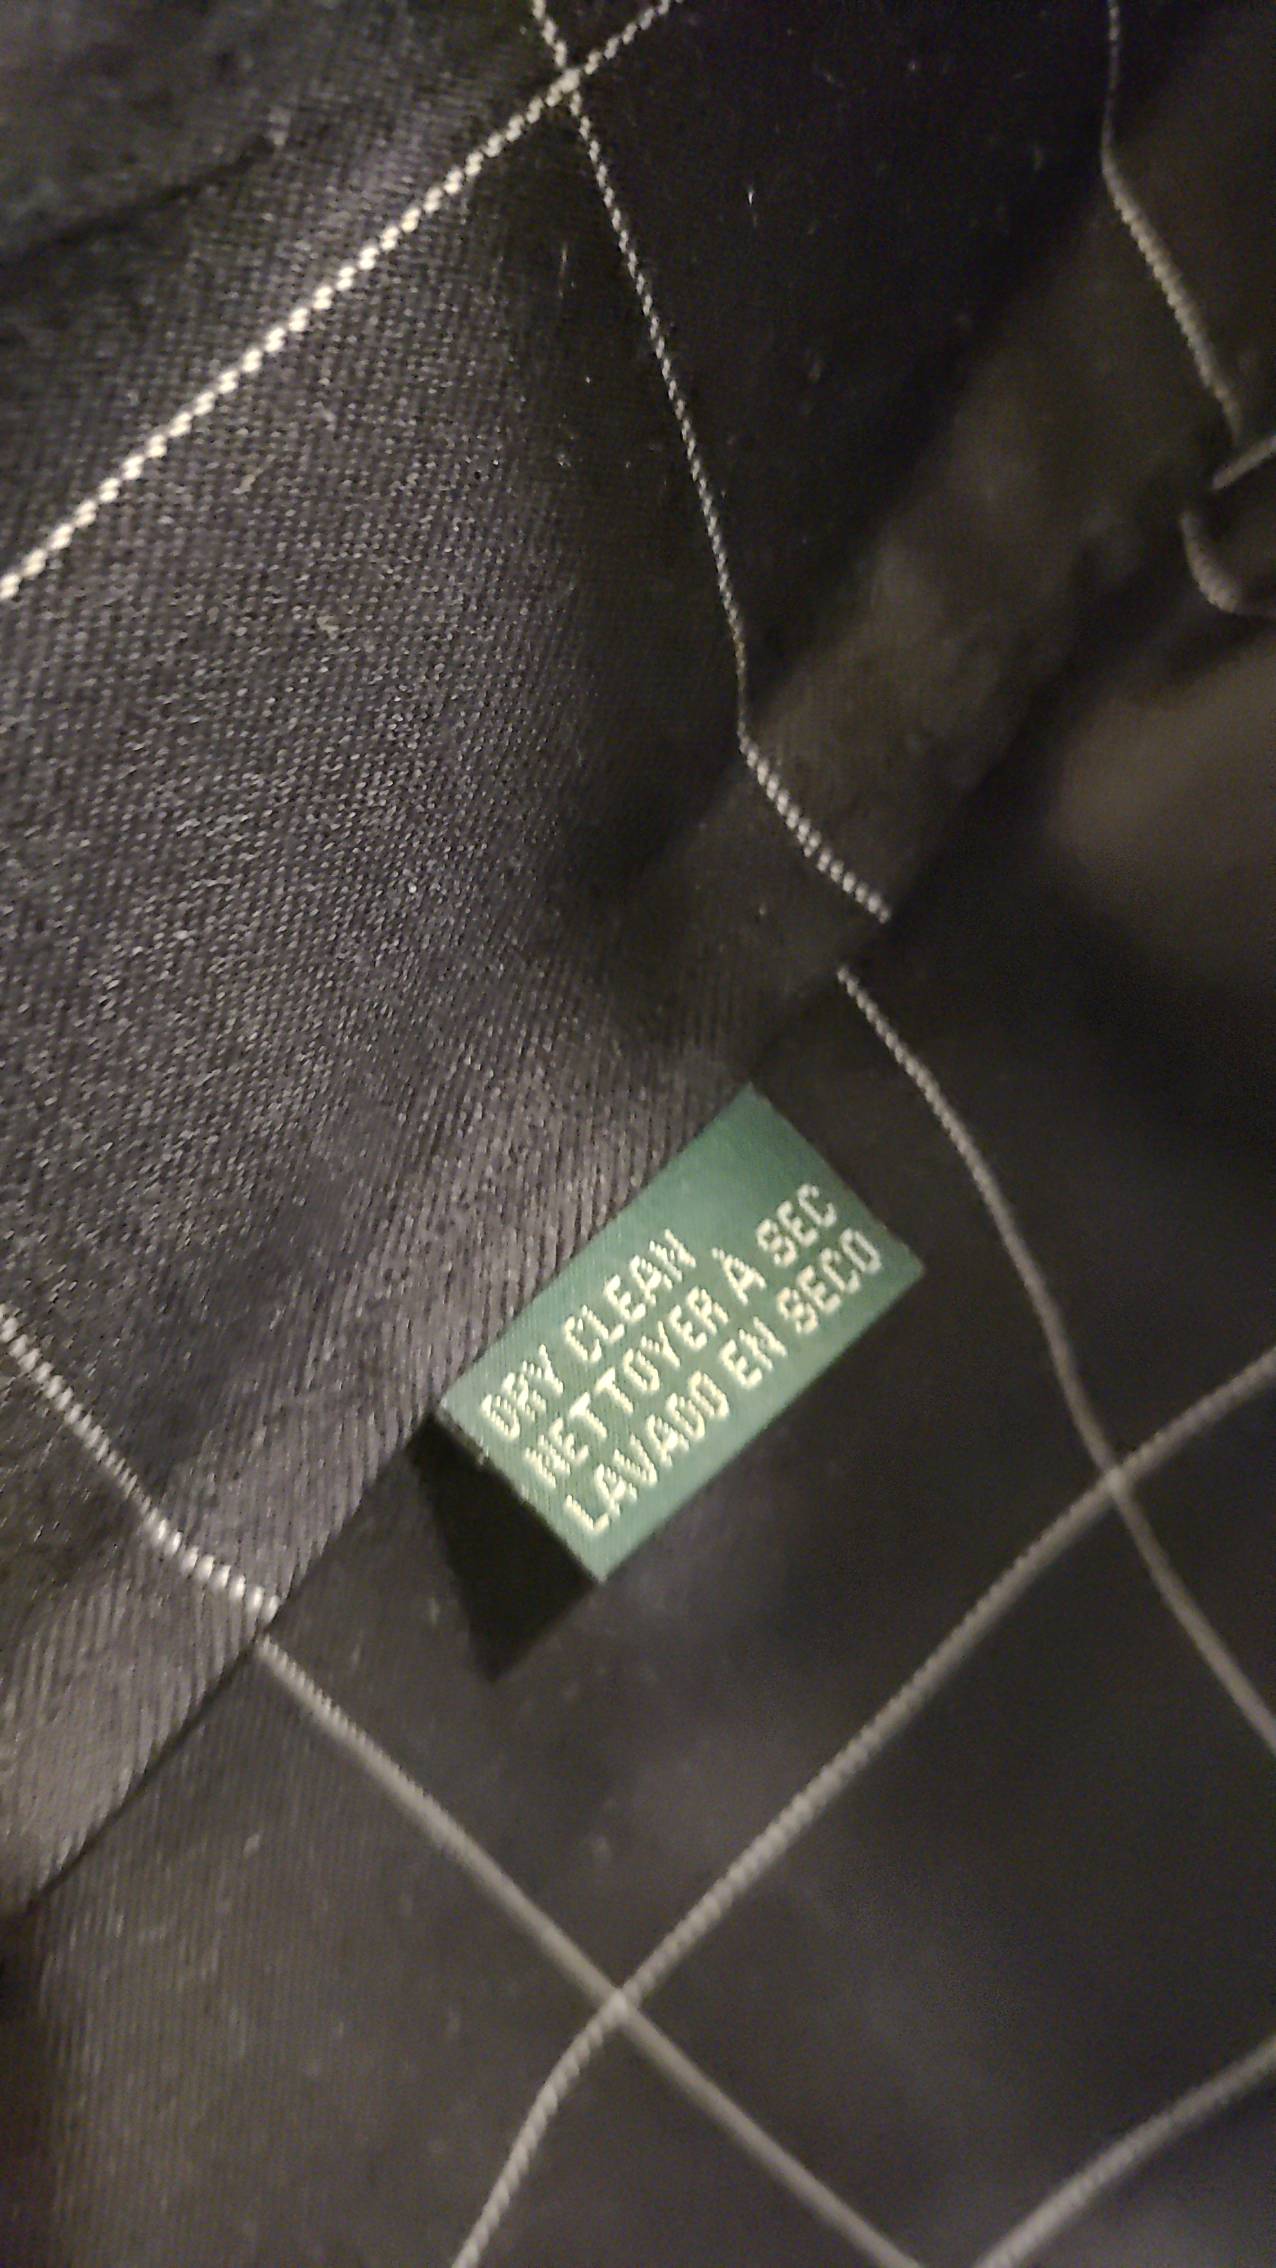 DRY CLEAN
NETTOYER À SEC
LAVADO EN SECO